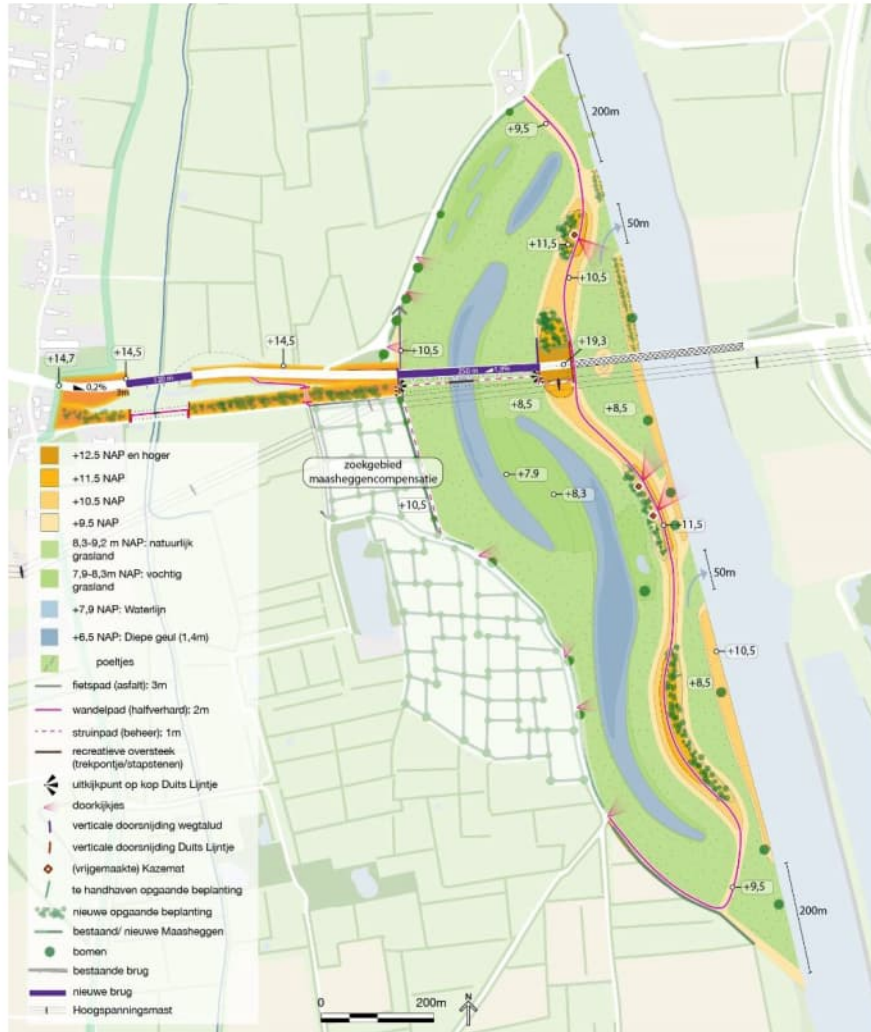 200m
+9,5
50m
+11,5
+10,5
+14,5
+14,7
+14,5
+10,5
+19,3
0,2%
3m
120 m
350 m
1,9%
+8,5
+8,5
zoekgebied
maasheggencompensatie
+7,9
+8,3
+10,5
+11,5
50m
+10,5
+8,5
+9,5
200m
+12.5 NAP en hoger
+11.5 NAP
+10.5 NAP
+9.5 NAP
8,3-9,2 m NAP: natuurlijk
grasland
7,9-8,3m NAP: vochtig
grasland
+7,9 NAP: Waterlijn
+6,5 NAP: Diepe geul (1,4m)
poeltjes
fietspad (asfalt): 3m
wandelpad (halfverhard): 2m
struinpad (beheer): 1m
recreatieve oversteek
(trekpontje/stapstenen)
uitkijkpunt op kop Duits Lijntje
doorkijkjes
verticale doorsnijding wegtalud
verticale doorsnijding Duits Lijntje
(vrijgemaakte) Kazemat
te handhaven opgaande beplanting
nieuwe opgaande beplanting
bestaand/ nieuwe Maasheggen
bomen
bestaande brug
nieuwe brug
Hoogspanningsmast
0
200m
N